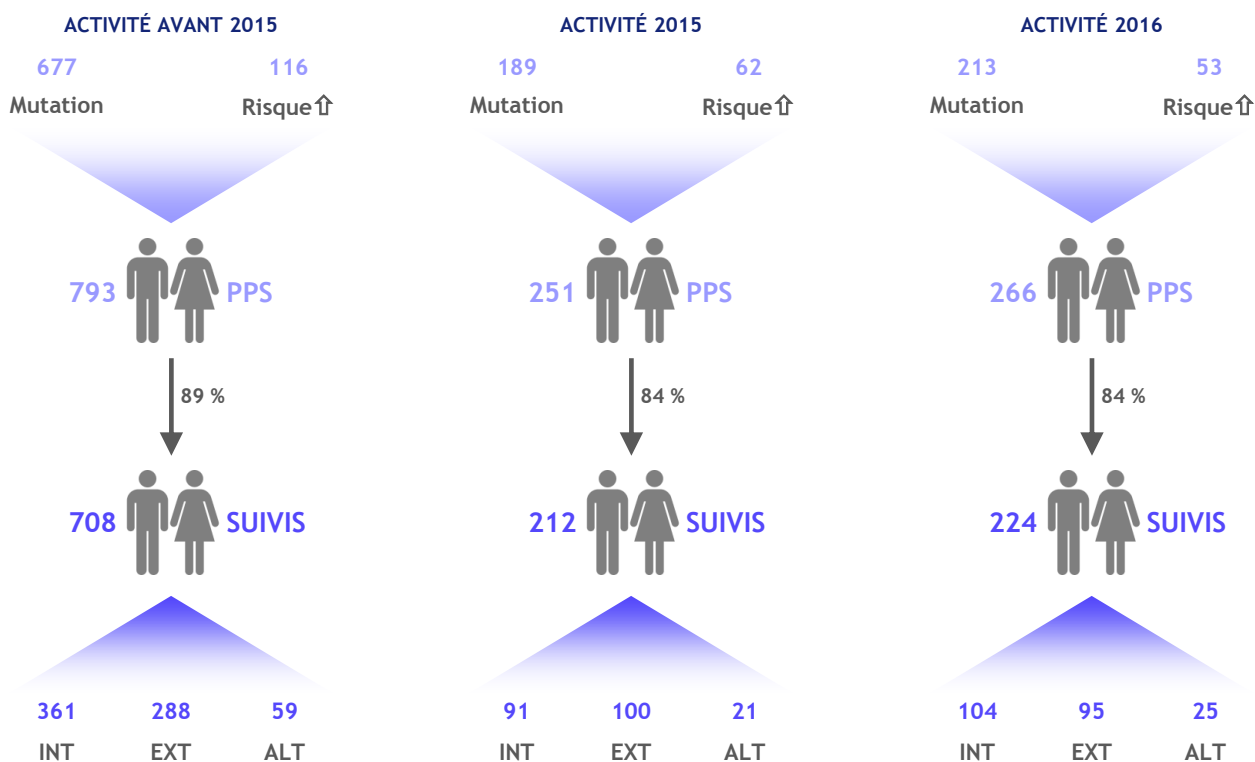 ACTIVITÉ AVANT 2015
677 116
Mutation Risque⇧
793 PPS
89 %
708 SUIVIS
361 288 59
INT EXT ALT
ACTIVITÉ 2015
189 62
Mutation Risque⇧
251 PPS
84 %
212 SUIVIS
91 100 21
INT EXT ALT
ACTIVITÉ 2016
213 53
Mutation Risque⇧
266 PPS
84 %
224 SUIVIS
104 95 25
INT EXT ALT